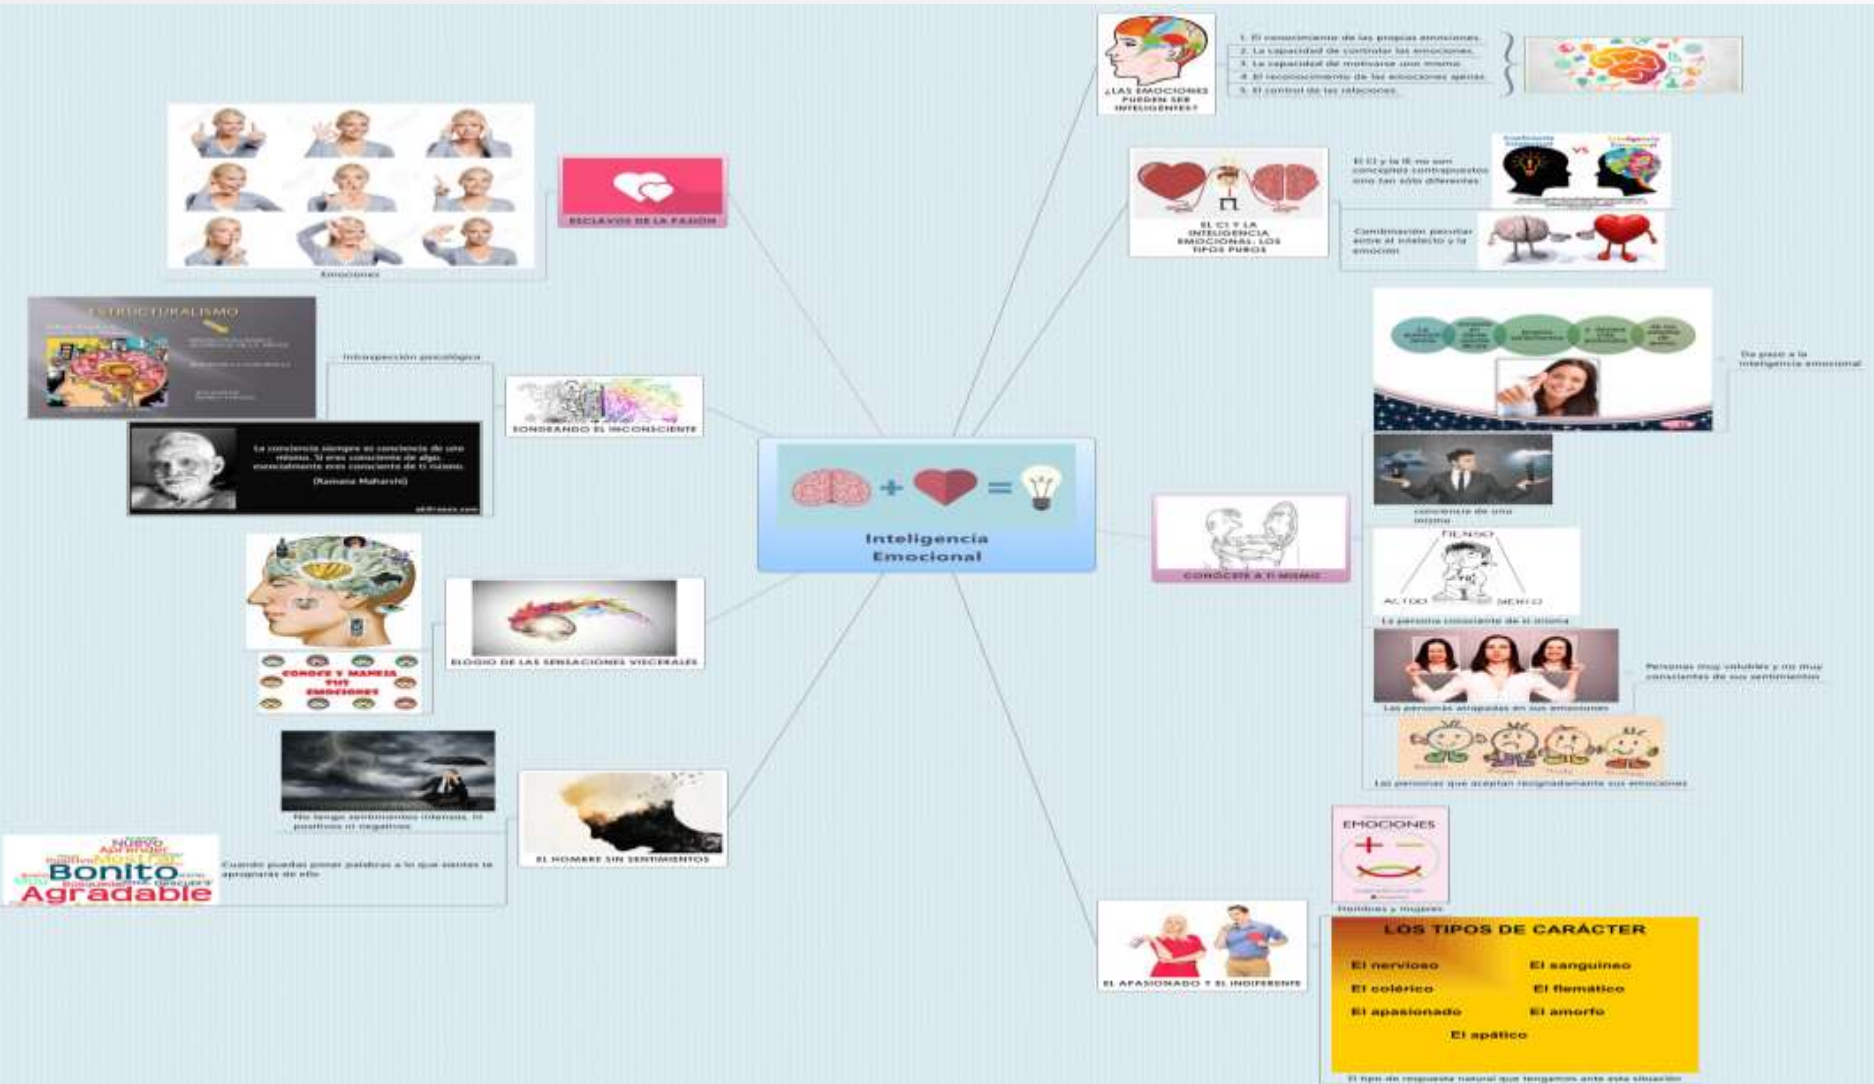 Inteligencia
Emocional
¿LAS EMOCIONES
PUEDEN SER
INTELIGENTES?
1. El conocimiento de las propias emociones.
2. La capacidad de controlar las emociones.
3. La capacidad de motivarse uno mismo.
4. El reconocimiento de las emociones ajenas.
5. El control de las relaciones.
EL CI Y LA
INTELIGENCIA
EMOCIONAL: LOS
TIPOS PUROS
El CI y la IE no son
conceptos contrapuestos
sino tan sólo diferentes
VS
Combinación peculiar
entre el intelecto y la
emoción
CONÓCETE A TI MISMO
Da paso a la
inteligencia emocional
conciencia de uno
mismo
TIENSO
La persona consciente de sí misma
Las personas atrapadas en sus emociones
Personas muy volubles y no muy
conscientes de sus sentimientos
Las personas que aceptan resignadamente sus emociones
EL APASIONADO Y EL INDIFERENTE
EMOCIONES
Hombres y mujeres
LOS TIPOS DE CARÁCTER
El nervioso
El sanguineo
El colérico
El flemático
El apasionado
El amorfo
El apático
El tipo de respuesta natural que tengamos ante esta situación
ESCLAVOS DE LA PASIÓN
Emociones
SONDEANDO EL INCONSCIENTE
Introspección psicológica
ESTRUCTURALISMO
La conciencia siempre es conciencia de uno
mismo. Si eres consciente de algo,
esencialmente eres consciente de ti mismo.
(Ramana Maharshi)
ELOGIO DE LAS SENSACIONES VISCERALES
CONOCE Y MANEJA
TUS
EMOCIONES
EL HOMBRE SIN SENTIMIENTOS
No tengo sentimientos intensos, ni
positivos ni negativos
Cuando puedas poner palabras a lo que sientes te
apropiarás de ello
Nuevo
Aprender
Mostrar
Bonito
Agradable